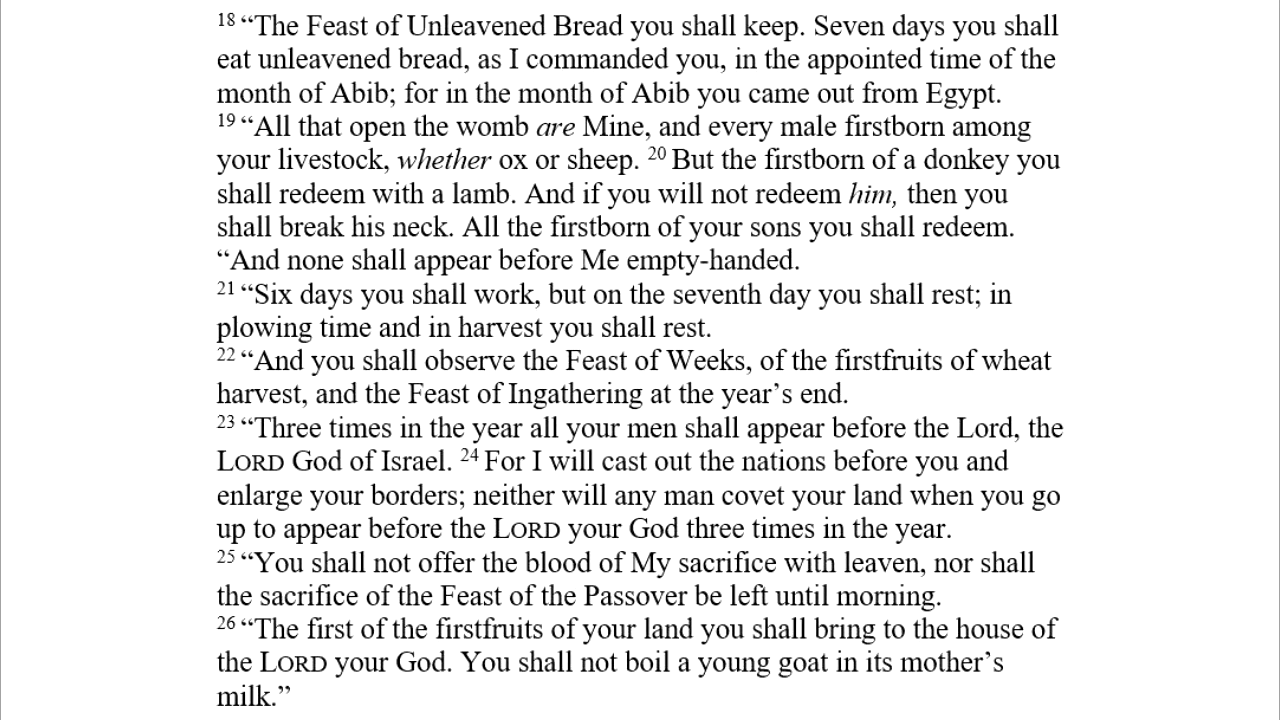 18 “The Feast of Unleavened Bread you shall keep. Seven days you shall
eat unleavened bread, as I commanded you, in the appointed time of the
month of Abib; for in the month of Abib you came out from Egypt.
19 “All that open the womb are Mine, and every male firstborn among
your livestock, whether ox or sheep. 20 But the firstborn of a donkey you
shall redeem with a lamb. And if you will not redeem him, then you
shall break his neck. All the firstborn of your sons you shall redeem.
“And none shall appear before Me empty-handed.
21 “Six days you shall work, but on the seventh day you shall rest; in
plowing time and in harvest you shall rest.
22 “And you shall observe the Feast of Weeks, of the firstfruits of wheat
harvest, and the Feast of Ingathering at the year’s end.
23 “Three times in the year all your men shall appear before the Lord, the
LORD God of Israel. 24 For I will cast out the nations before you and
enlarge your borders; neither will any man covet your land when you go
up to appear before the LORD your God three times in the year.
25 “You shall not offer the blood of My sacrifice with leaven, nor shall
the sacrifice of the Feast of the Passover be left until morning.
26 “The first of the firstfruits of your land you shall bring to the house of
the LORD your God. You shall not boil a young goat in its mother’s
milk.”